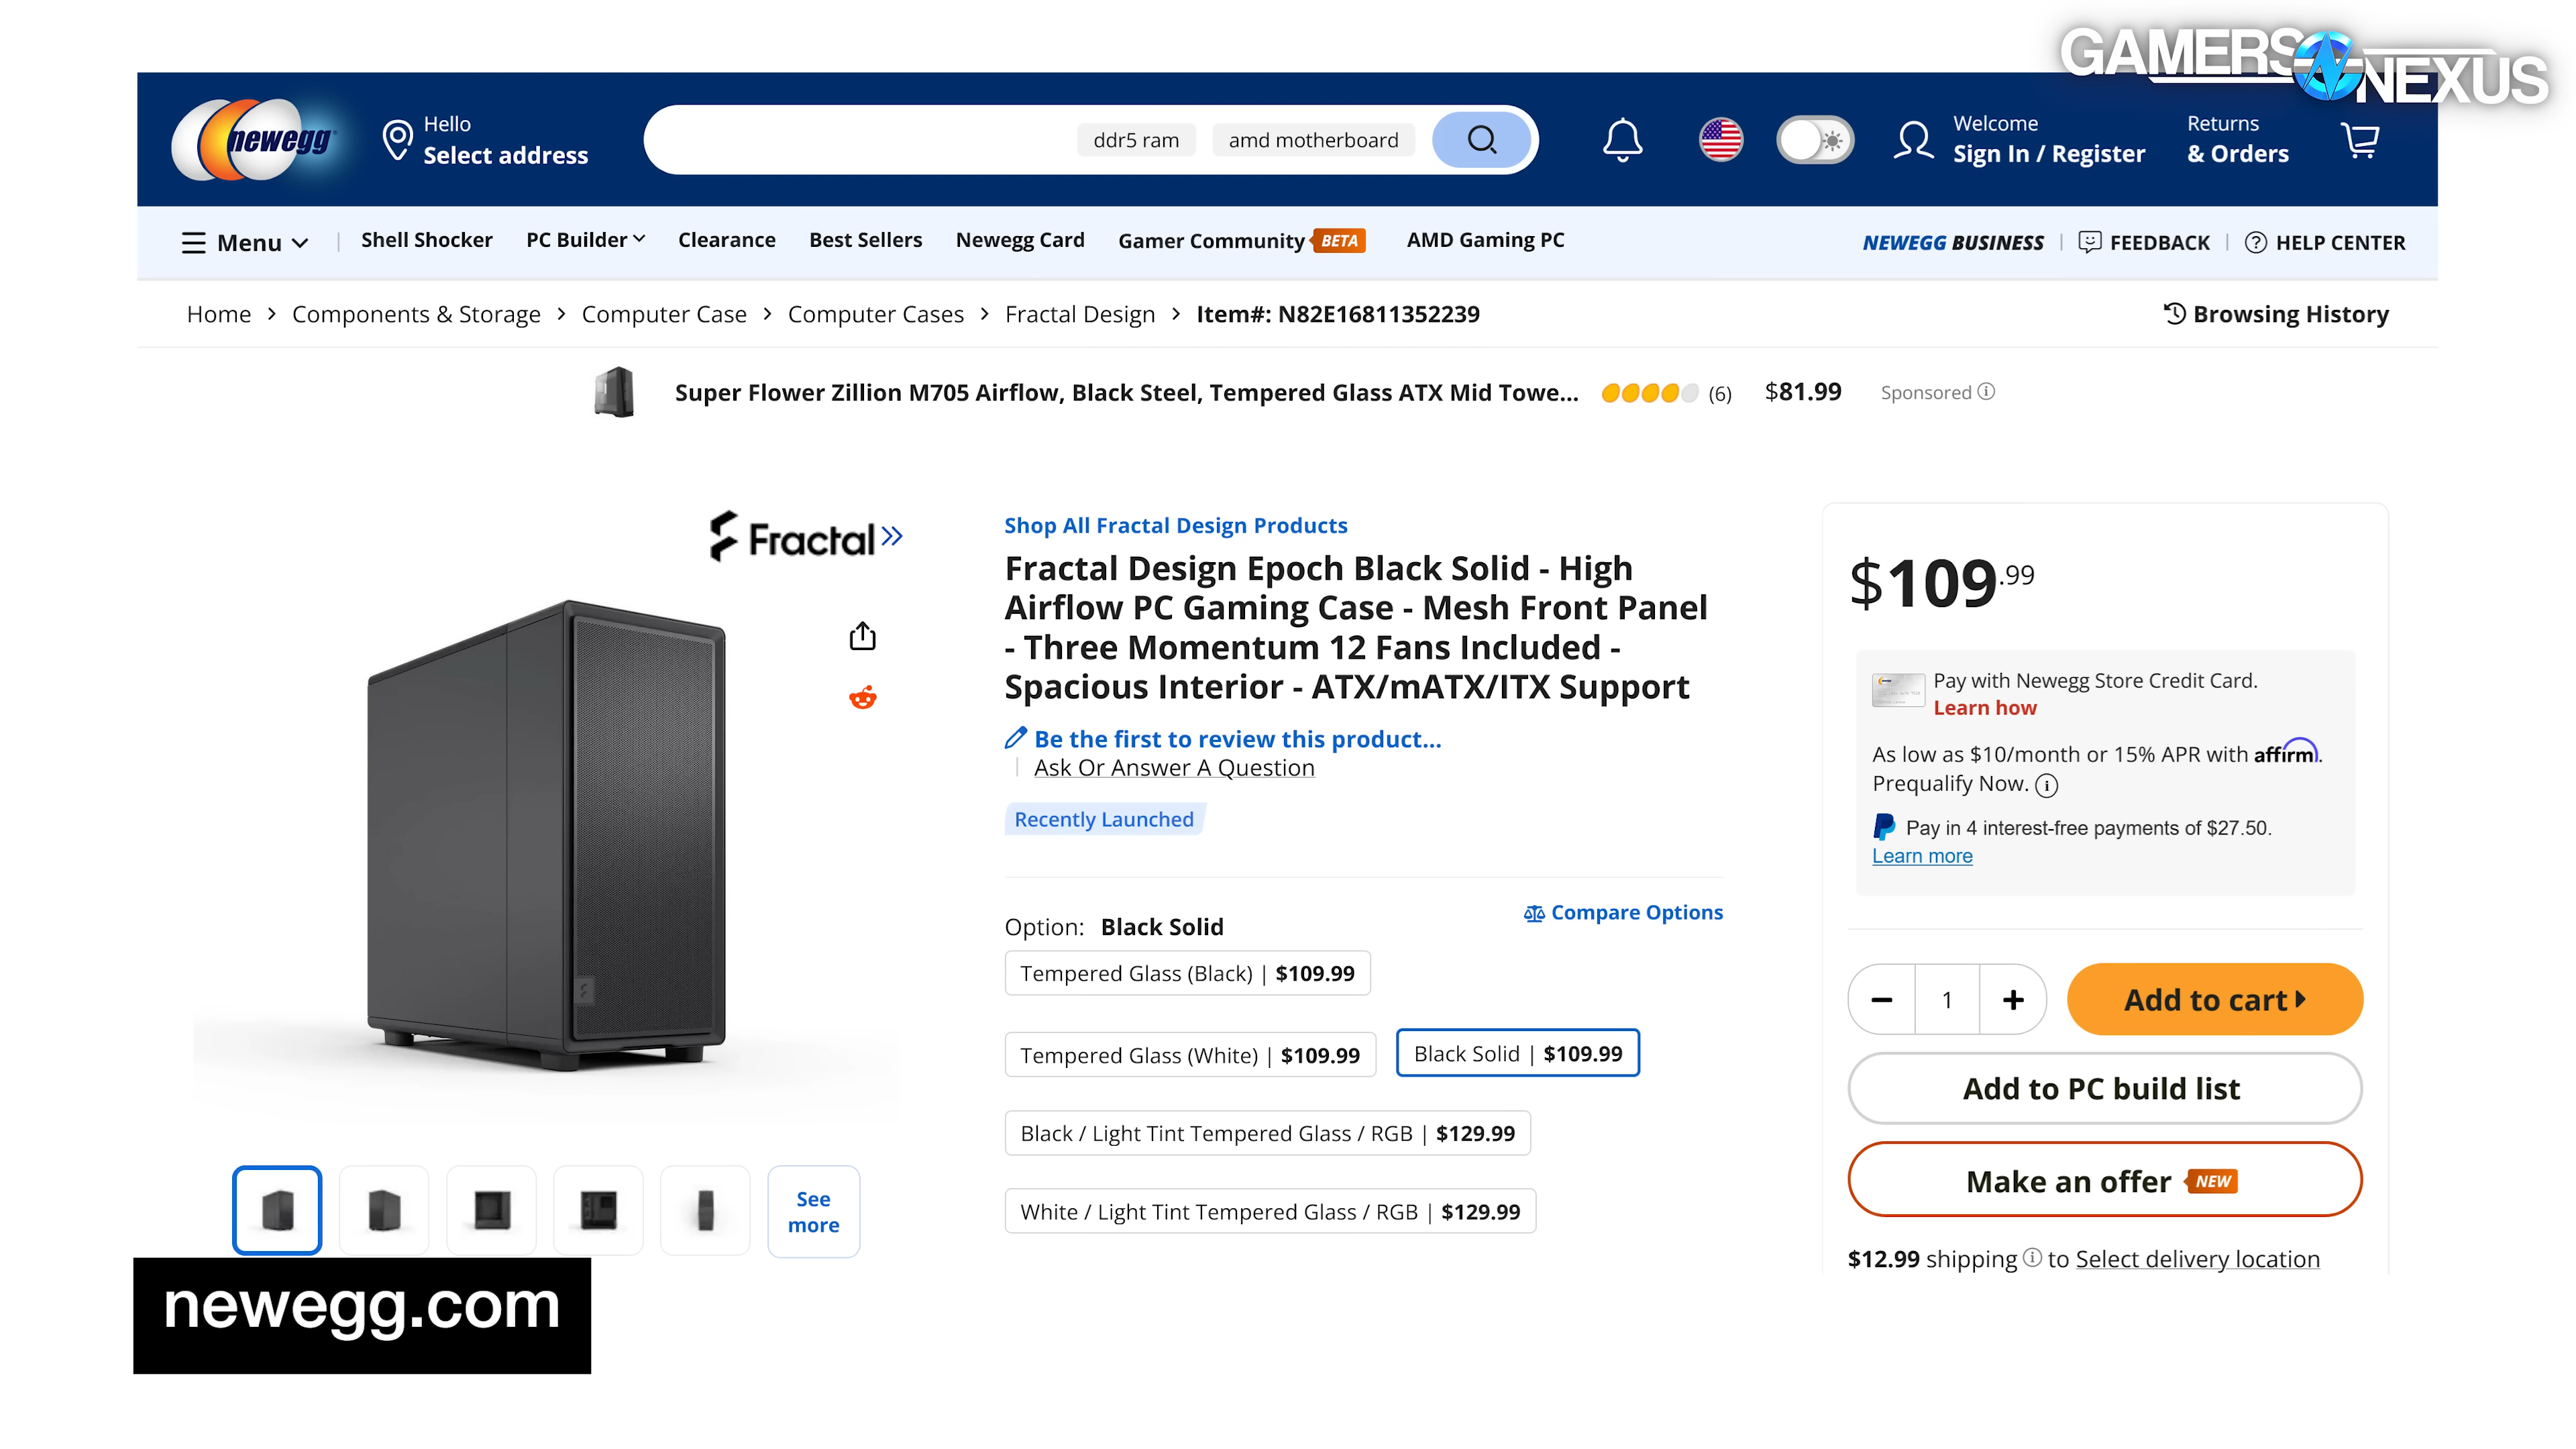 GAMERS NEXUS
newegg
Hello
Select address
ddr5 ram
amd motherboard
Welcome
Sign In / Register
Returns
& Orders
Menu
Shell Shocker
PC Builder
Clearance
Best Sellers
Newegg Card
Gamer Community BETA
AMD Gaming PC
NEWEGG BUSINESS
FEEDBACK
HELP CENTER
Home > Components & Storage > Computer Case > Computer Cases > Fractal Design > Item#: N82E16811352239
Browsing History
Super Flower Zillion M705 Airflow, Black Steel, Tempered Glass ATX Mid Towe... (6) $81.99 Sponsored
Fractal
Shop All Fractal Design Products
Fractal Design Epoch Black Solid - High
Airflow PC Gaming Case - Mesh Front Panel
- Three Momentum 12 Fans Included -
Spacious Interior - ATX/mATX/ITX Support
Be the first to review this product...
Ask Or Answer A Question
Recently Launched
Option: Black Solid
Compare Options
Tempered Glass (Black) | $109.99
Tempered Glass (White) | $109.99
Black Solid | $109.99
Black / Light Tint Tempered Glass / RGB | $129.99
White / Light Tint Tempered Glass / RGB | $129.99
See
more
$109.99
Pay with Newegg Store Credit Card.
Learn how
As low as $10/month or 15% APR with affirm.
Prequalify Now.
Pay in 4 interest-free payments of $27.50.
Learn more
1
Add to cart
Add to PC build list
Make an offer NEW
$12.99 shipping to Select delivery location
newegg.com